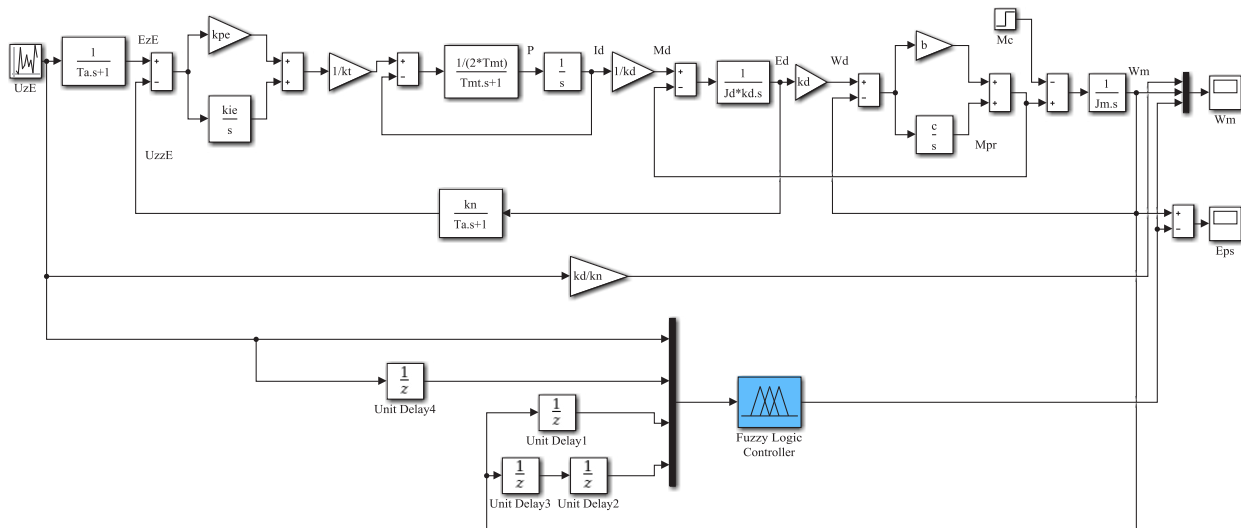 UzE
1
Ta.s+1
EzE
UzzE
kpe
kie
s
1/kt
1/(2*Tmt)
Tmt.s+1
P
1
s
Id
1/kd
Md
1
Jd*kd.s
Ed
kd
Wd
b
c
s
Mpr
Mc
1
Jm.s
Wm
Wm
Eps
kn
Ta.s+1
kd/kn
1
z
Unit Delay4
1
z
Unit Delay1
1
z
Unit Delay3
1
z
Unit Delay2
Fuzzy Logic
Controller